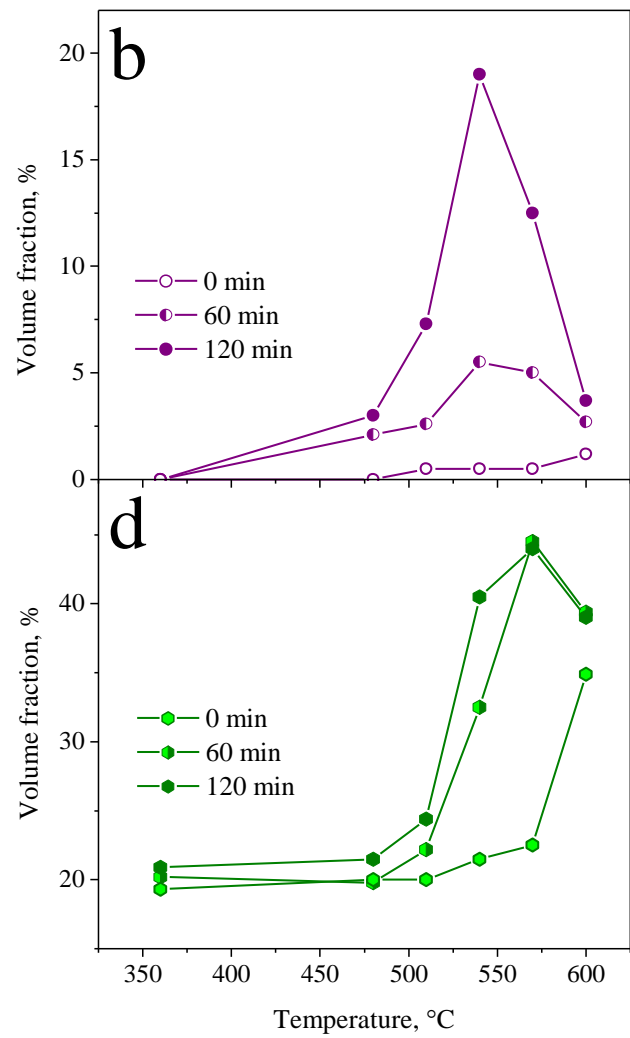 b
20
15
10
5
0
Volume fraction, %
0 min
60 min
120 min
d
40
30
20
Volume fraction, %
0 min
60 min
120 min
350 400 450 500 550 600
Temperature, °C